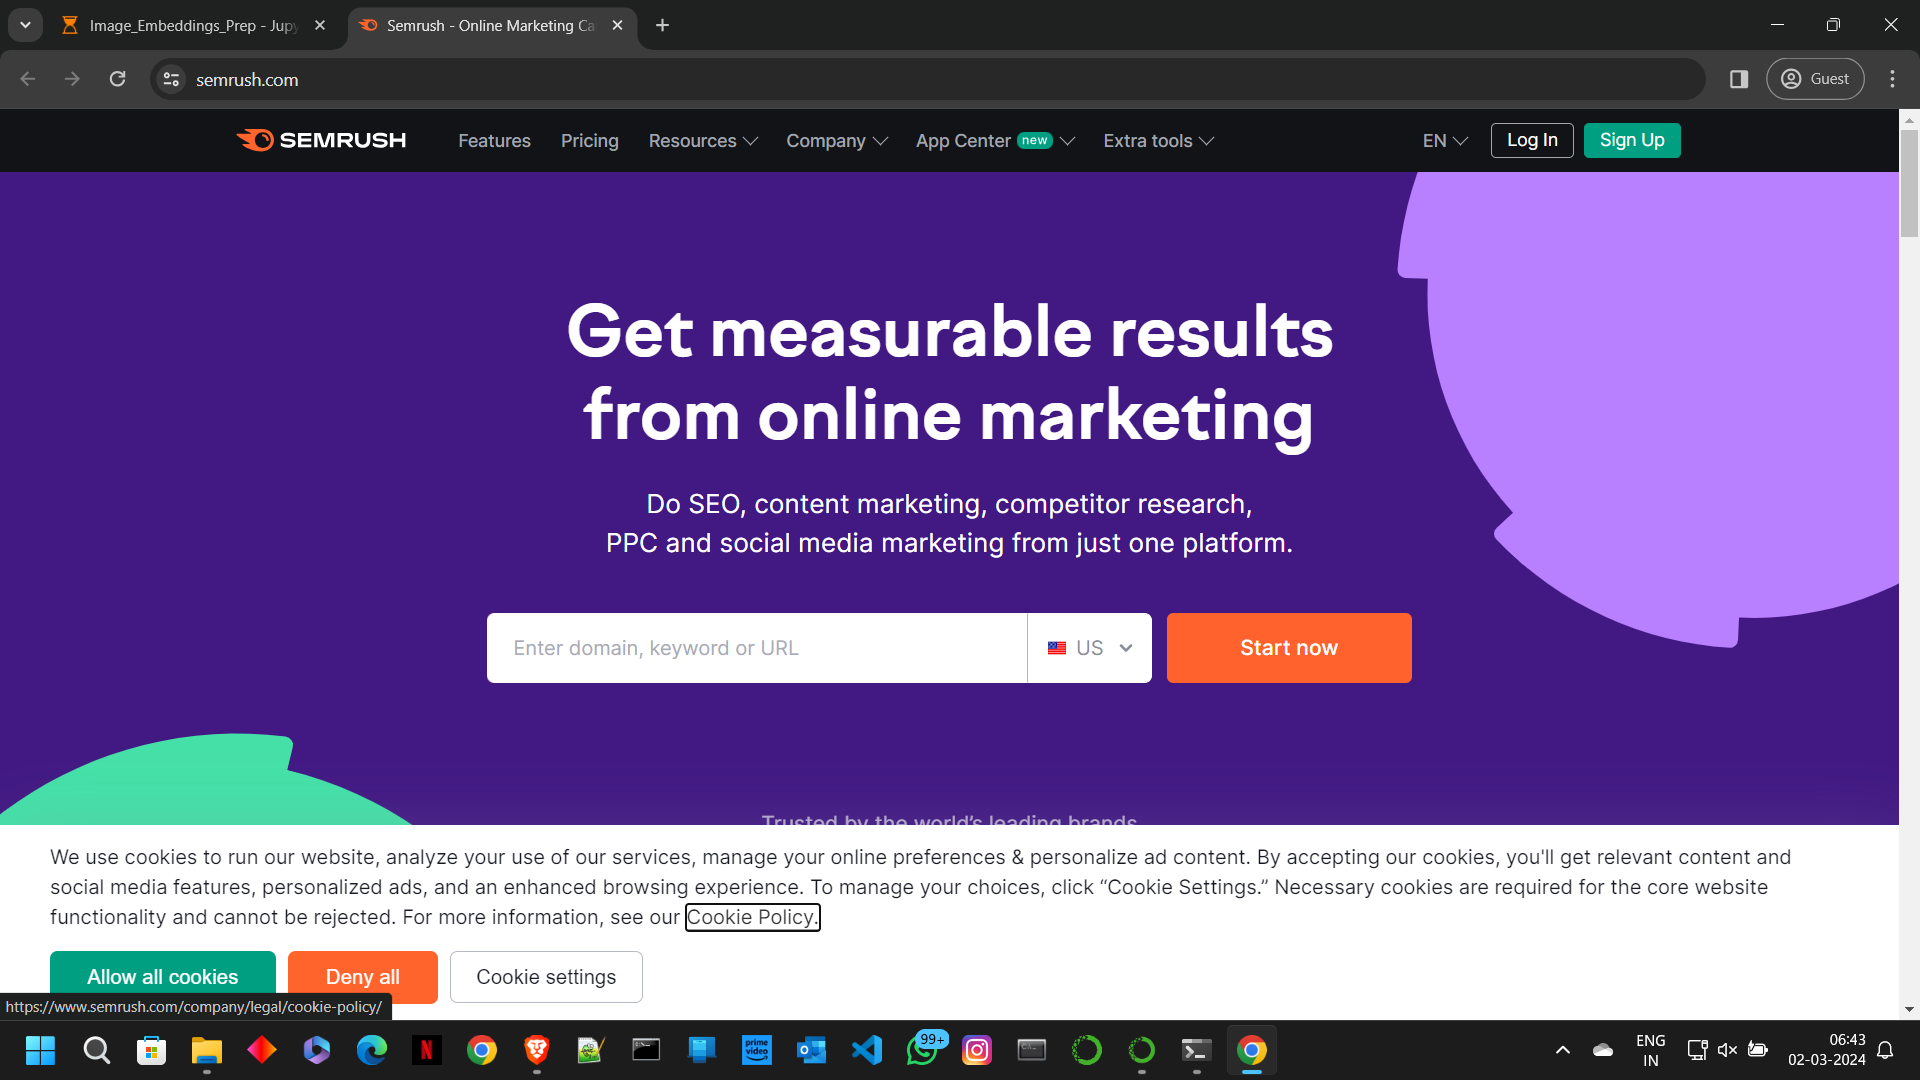 Image_Embeddings_Prep - Jupy
Semrush - Online Marketing Ca
semrush.com
Guest
SEMRUSH
Features
Pricing
Resources
Company
App Center new
Extra tools
EN
Log In
Sign Up
Get measurable results
from online marketing
Do SEO, content marketing, competitor research,
PPC and social media marketing from just one platform.
Enter domain, keyword or URL
US
Start now
Trusted by the world's leading brands
We use cookies to run our website, analyze your use of our services, manage your online preferences & personalize ad content. By accepting our cookies, you'll get relevant content and
social media features, personalized ads, and an enhanced browsing experience. To manage your choices, click “Cookie Settings.” Necessary cookies are required for the core website
functionality and cannot be rejected. For more information, see our Cookie Policy.
Allow all cookies
Deny all
Cookie settings
https://www.semrush.com/company/legal/cookie-policy/
N
prime video
99+
ENG
IN
06:43
02-03-2024